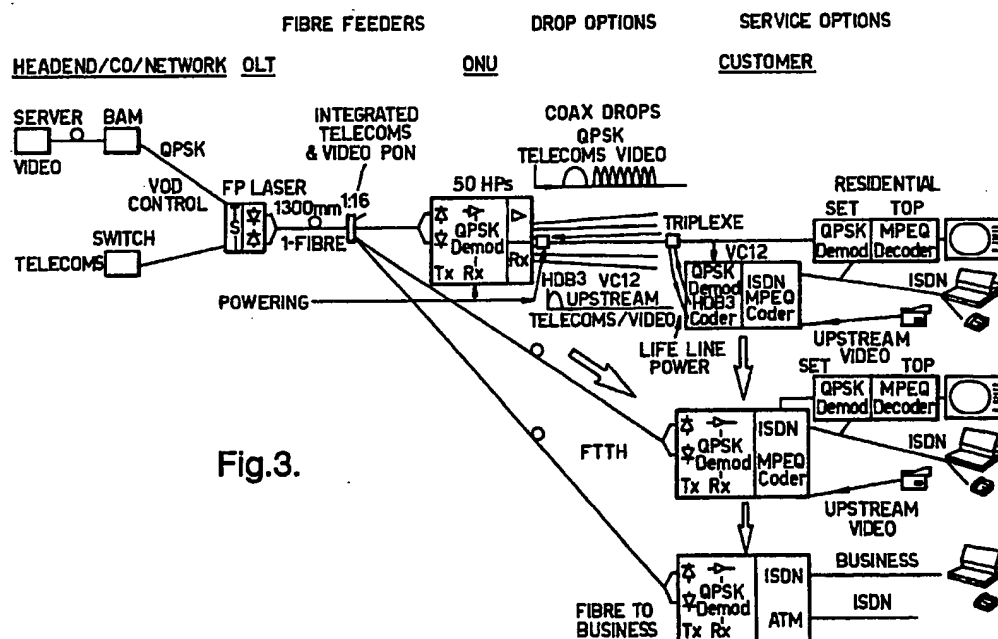 FIBRE FEEDERS
DROP OPTIONS
SERVICE OPTIONS
HEADEND/CO/NETWORK
OLT
ONU
CUSTOMER
SERVER
BAM
VIDEO
QPSK
VOD
CONTROL
SWITCH
TELECOMS
FP LASER
TST
1300mm
1-FIBRE
1:16
INTEGRATED
TELECOMS
& VIDEO PON
POWERING
50 HPs
QPSK
Demod
Tx Rx
Rx
COAX DROPS
QPSK
TELECOMS VIDEO
HDB3 VC12
UPSTREAM
TELECOMS/VIDEO
TRIPLEXE
VC12
LIFE LINE
POWER
QPSK
Demod
HDB3
Coder
ISDN
MPEQ
Coder
RESIDENTIAL
SET TOP
QPSK
Demod
MPEQ
Decoder
ISDN
UPSTREAM
VIDEO
SET TOP
QPSK
Demod
MPEQ
Decoder
FTTH
QPSK
Demod
Tx Rx
ISDN
MPEQ
Coder
ISDN
UPSTREAM
VIDEO
FIBRE TO
BUSINESS
QPSK
Demod
Tx Rx
ISDN
ATM
BUSINESS
ISDN
Fig.3.